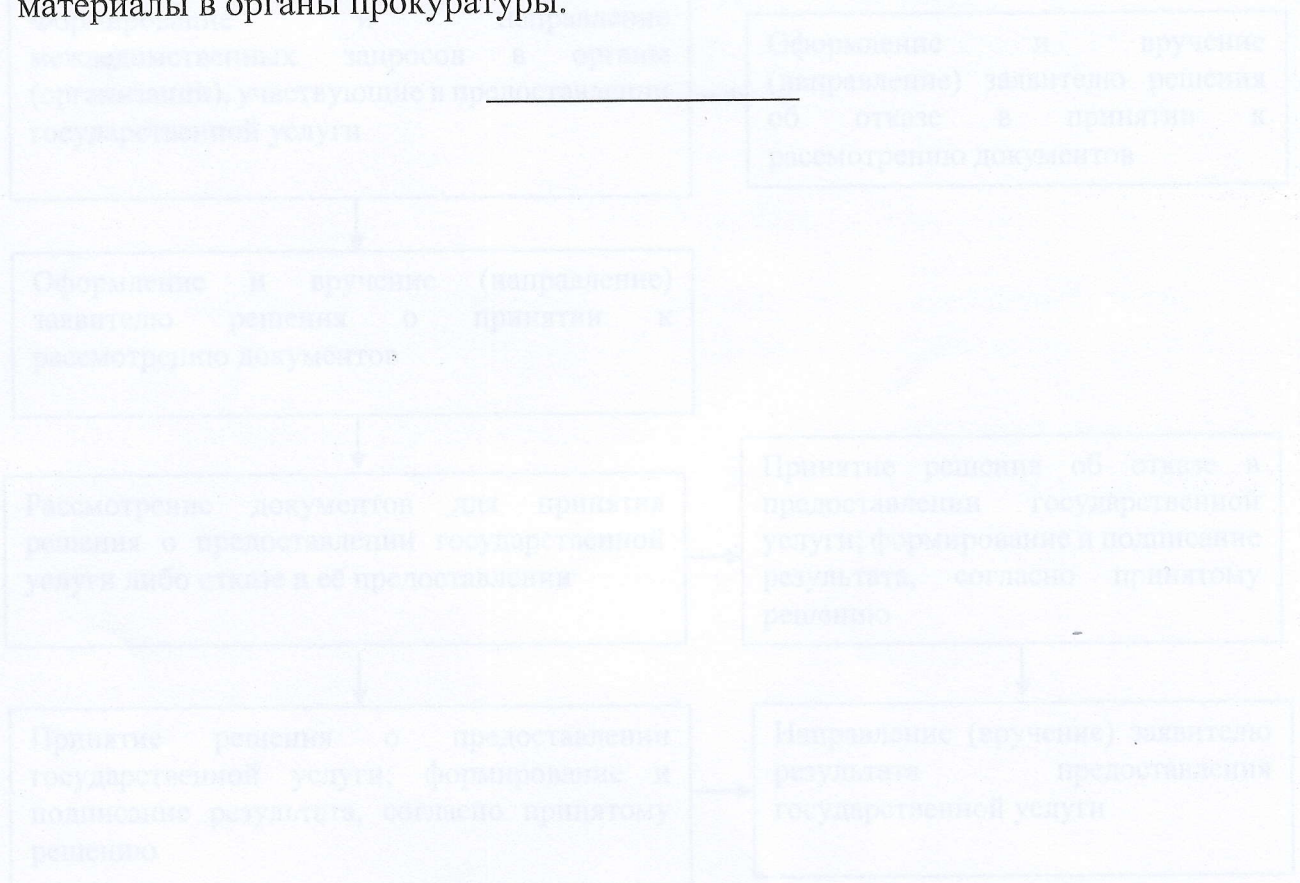 материалы в органы прокуратуры.
Формирование и направление
межведомственных запросов в органы
(организации), участвующие в предоставлении
государственной услуги
Оформление и вручение
(направление) заявителю решения
об отказе в принятии к
рассмотрению документов
Оформление и вручение (направление)
заявителю решения о принятии к
рассмотрению документов
Рассмотрение документов для принятия
решения о предоставлении государственной
услуги либо отказе в её предоставлении
Принятие решения об отказе в
предоставлении государственной
услуги; формирование и подписание
результата, согласно принятому
решению
Принятие решения о предоставлении
государственной услуги; формирование и
подписание результата, согласно принятому
решению
Направление (вручение) заявителю
результата предоставления
государственной услуги